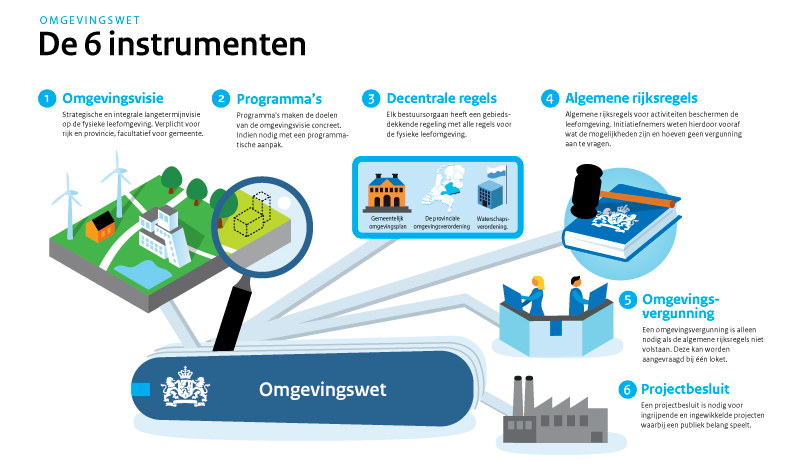 OMGEVINGSWET
De 6 instrumenten
1 Omgevingsvisie
Strategische en integrale langetermijnvisie
op de fysieke leefomgeving. Verplicht voor
rijk en provincie, facultatief voor gemeente.
2 Programma's
Programma's maken de doelen
van de omgevingsvisie concreet.
Indien nodig met een programma-
tische aanpak.
3 Decentrale regels
Elk bestuursorgaan heeft een gebieds-
dekkende regeling met alle regels voor
de fysieke leefomgeving.
4 Algemene rijksregels
Algemene rijksregels voor activiteiten beschermen de
leefomgeving. Initiatiefnemers weten hierdoor vooraf
wat de mogelijkheden zijn en hoeven geen vergunning
aan te vragen.
Gemeentelijk
omgevingsplan
De provinciale
omgevingsverordening
Waterschaps-
verordening.
5 Omgevings-
vergunning
Een omgevingsvergunning is alleen
nodig als de algemene rijksregels niet
volstaan. Deze kan worden
aangevraagd bij één loket.
Omgevingswet
6 Projectbesluit
Een projectbesluit is nodig voor
ingrijpende en ingewikkelde projecten
waarbij een publiek belang speelt.